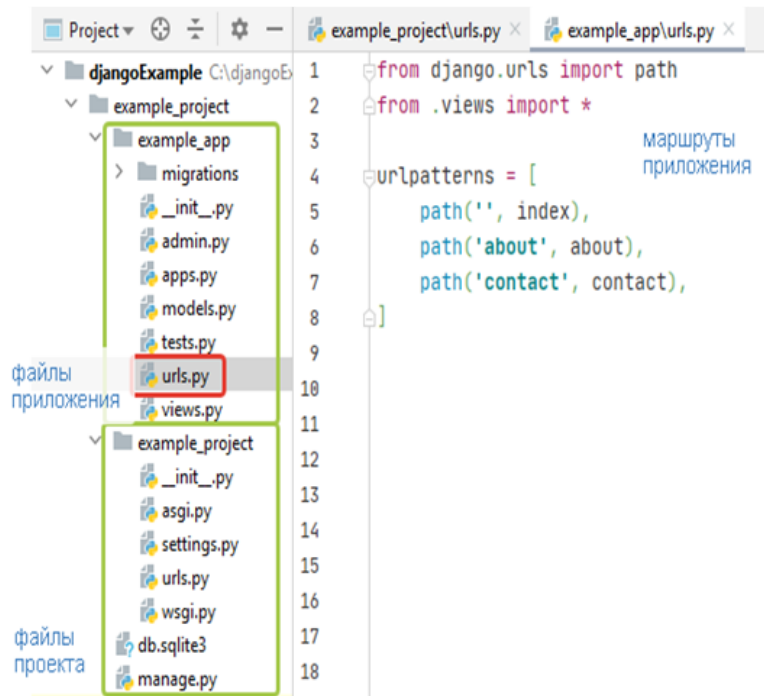 Project
example_project\urls.py
example_app\urls.py
djangoExample C:\djangoEx
example_project
example_app
migrations
__init__.py
admin.py
apps.py
models.py
tests.py
urls.py
views.py
файлы
приложения
example_project
__init__.py
asgi.py
settings.py
urls.py
wsgi.py
db.sqlite3
manage.py
файлы
проекта
1 from django.urls import path
2 from .views import *
3
4 urlpatterns = [
5 path('', index),
6 path('about', about),
7 path('contact', contact),
8 ]
9
10
11
12
13
14
15
16
17
18
маршруты
приложения